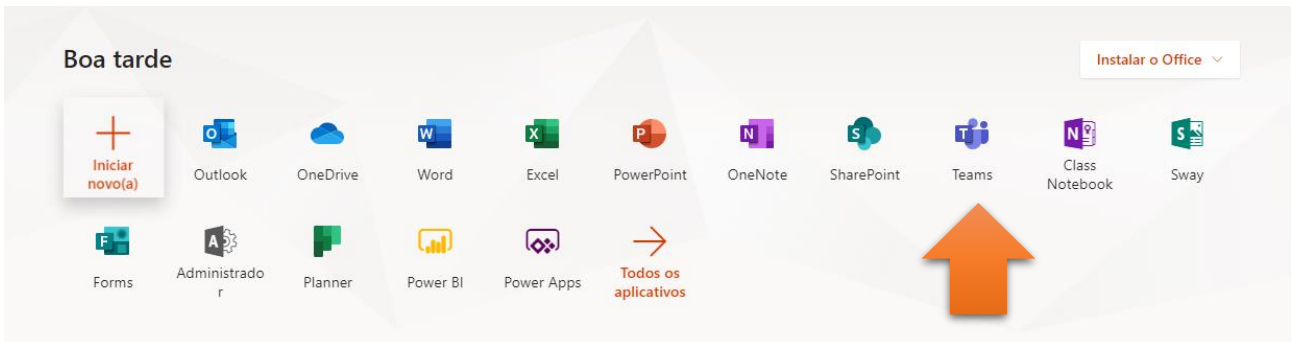 Boa tarde
Instalar o Office
Iniciar
novo(a)
Outlook
OneDrive
Word
Excel
PowerPoint
OneNote
SharePoint
Teams
Class
Notebook
Sway
Forms
Administrado
r
Planner
Power BI
Power Apps
Todos os
aplicativos